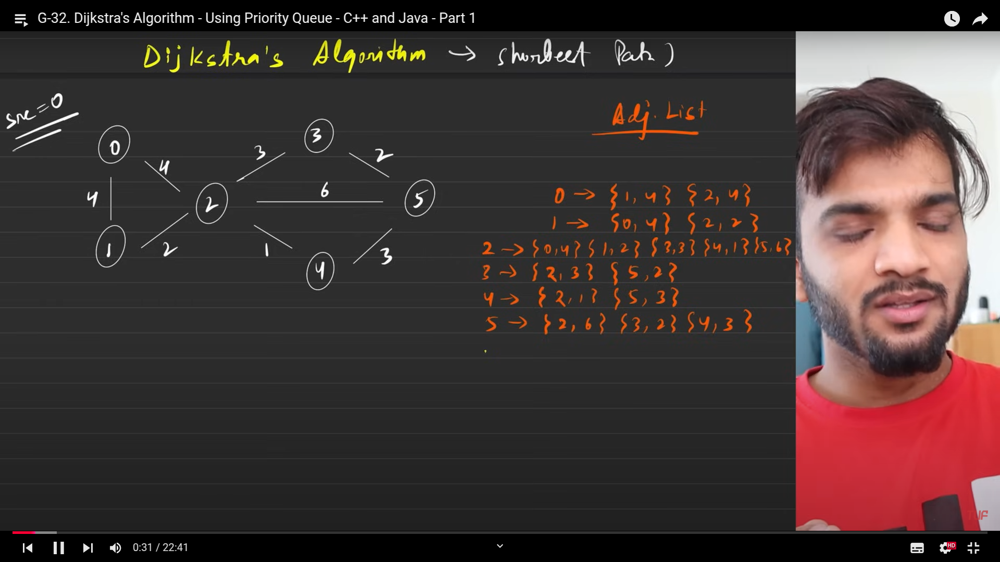 G-32. Dijkstra's Algorithm - Using Priority Queue - C++ and Java - Part 1
Dijkstra's Algorithm → Shortest Path)
src=0
Adj. List
0
3
3
2
4
4
2
6
5
0 → {1, 4} {2, 4}
1 → {0, 4} {2, 2}
1
2
1
4
3
2 → {0,4} {1,2} {3,3} {4,1} {5,6}
3 → {2, 3} {5, 2}
4 → {2, 1} {5, 3}
5 → {2, 6} {3, 2} {4, 3}
TUF
0:31 / 22:41
HD